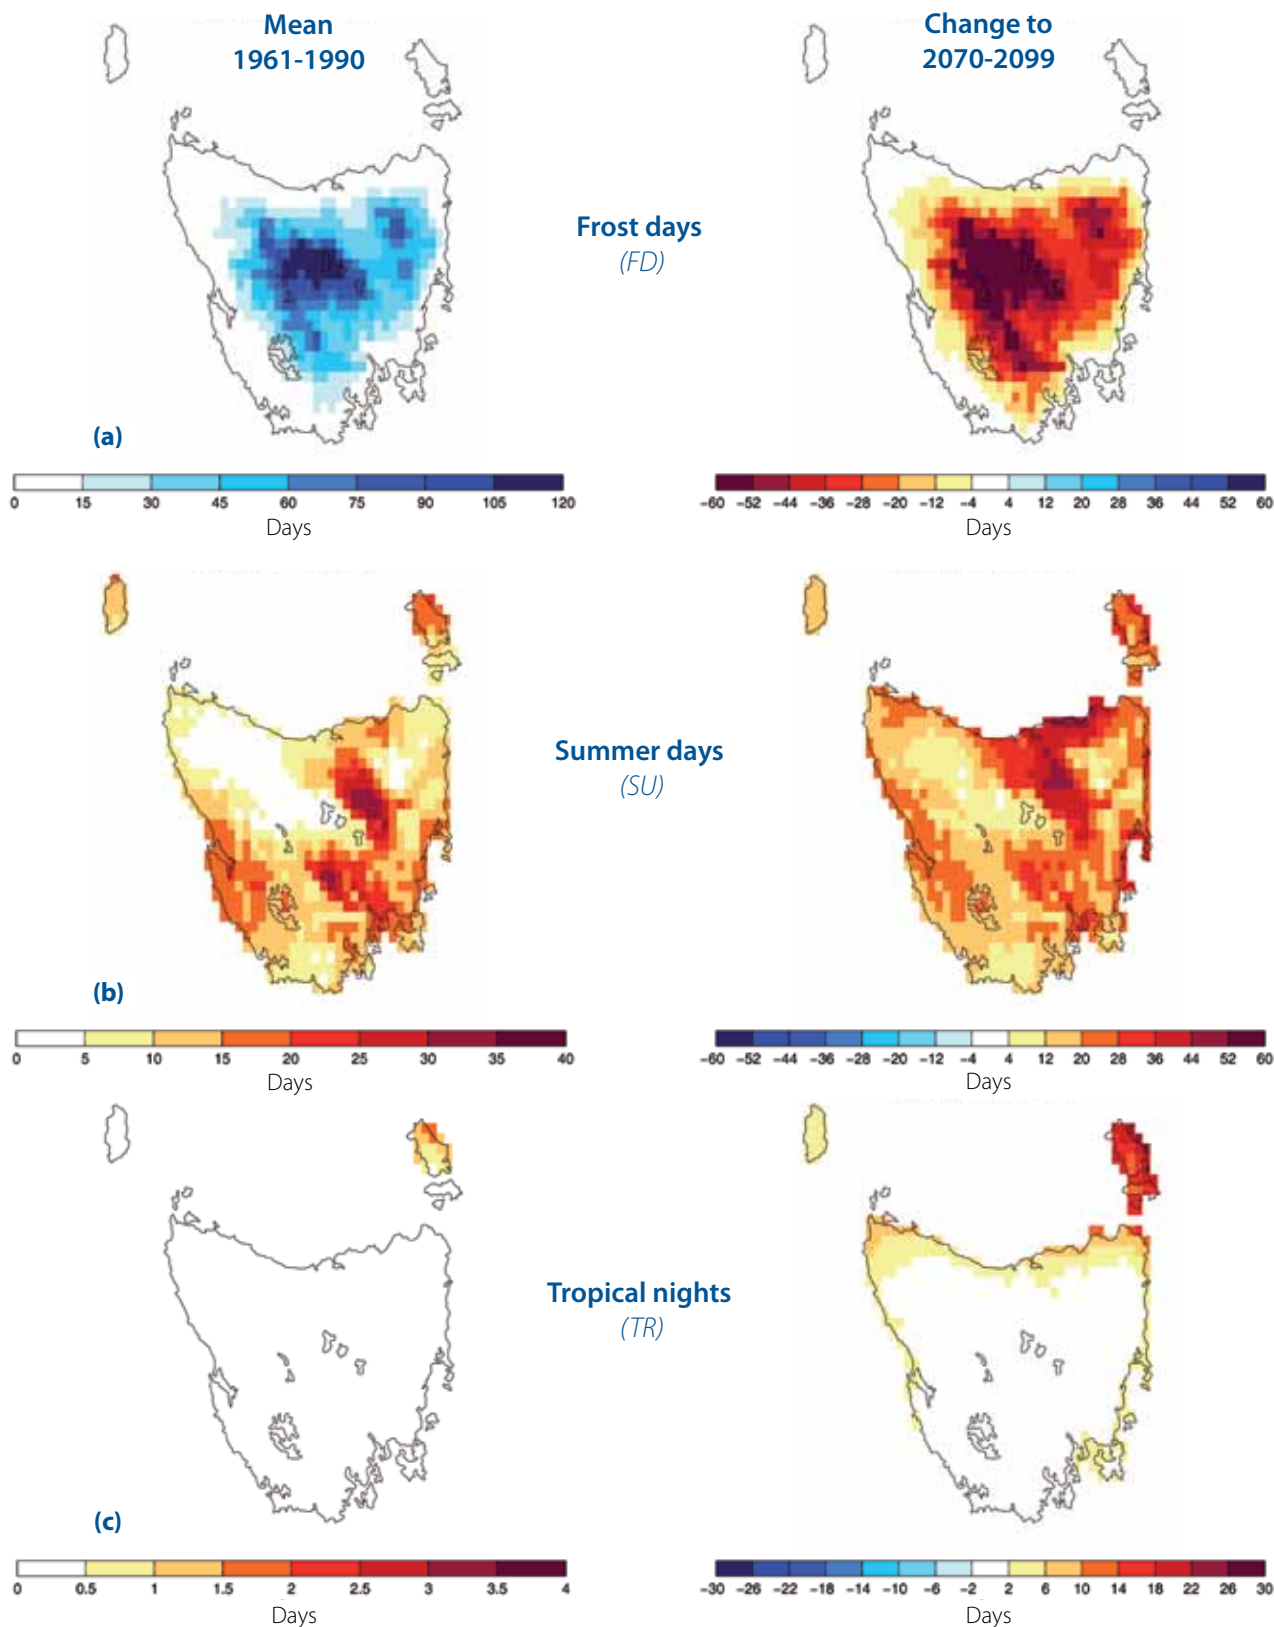 Mean
1961-1990
Change to
2070-2099
Frost days
(FD)
(a)
0 15 30 45 60 75 90 105 120
Days
−60 −52 −44 −36 −28 −20 −12 −4 4 12 20 28 36 44 52 60
Days
Summer days
(SU)
(b)
0 5 10 15 20 25 30 35 40
Days
−60 −52 −44 −36 −28 −20 −12 −4 4 12 20 28 36 44 52 60
Days
Tropical nights
(TR)
(c)
0 0.5 1 1.5 2 2.5 3 3.5 4
Days
−30 −26 −22 −18 −14 −10 −6 −2 2 6 10 14 18 22 26 30
Days